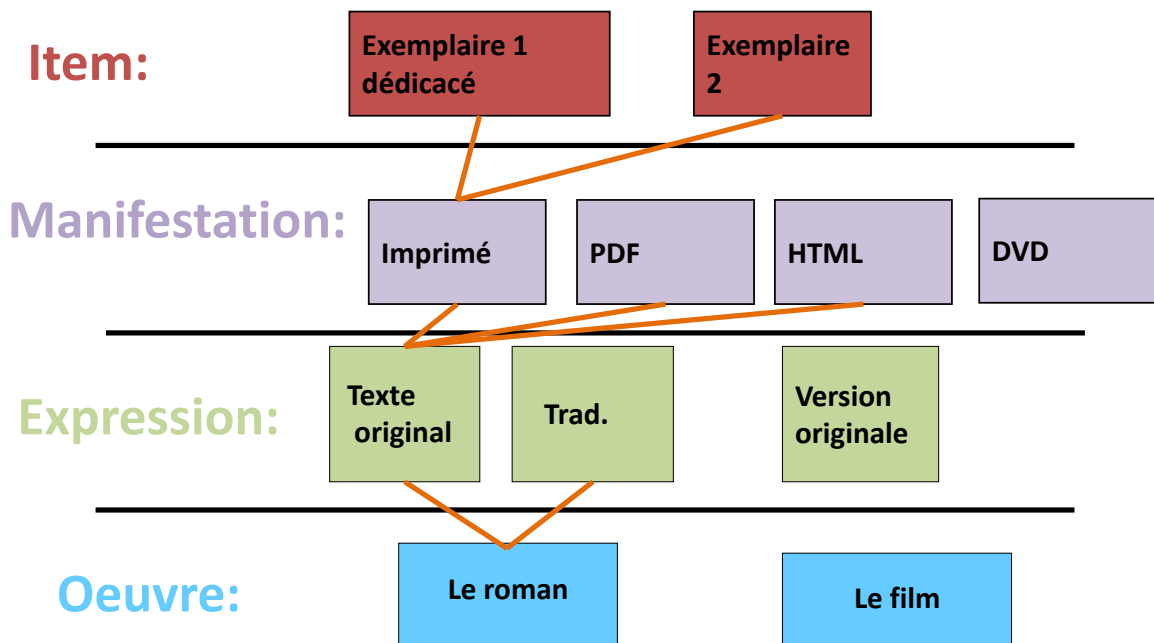 Item:
Exemplaire 1
dédicacé
Exemplaire
2
Manifestation:
Imprimé
PDF
HTML
DVD
Expression:
Texte
original
Trad.
Version
originale
Oeuvre:
Le roman
Le film